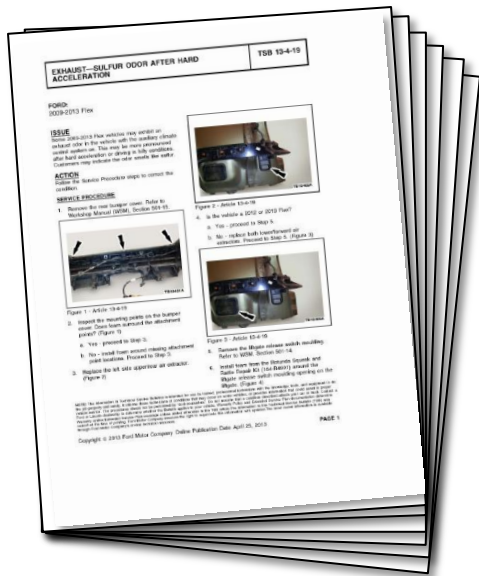 EXHAUST—SULFUR ODOR AFTER HARD
ACCELERATION
TSB 13-4-19
FORD:
2009-2013 Flex
ISSUE
Some 2009-2013 Flex vehicles may exhibit an
exhaust odor in the vehicle with the auxiliary climate
control system on. This may be more pronounced
after hard acceleration or driving in hilly conditions.
Customers may indicate the odor smells like sulfur.
ACTION
Follow the Service Procedure steps to correct the
condition.
SERVICE PROCEDURE
1. Remove the rear bumper cover. Refer to
Workshop Manual (WSM), Section 501-19.
Figure 1 - Article 13-4-19
2. Inspect the mounting points on the bumper
cover. Does foam surround the attachment
points? (Figure 1)
a. Yes - proceed to Step 3.
b. No - install foam around missing attachment
point locations. Proceed to Step 3.
3. Replace the left side upper/rear air extractor.
(Figure 2)
Figure 2 - Article 13-4-19
4. Is the vehicle a 2012 or 2013 Flex?
a. Yes - proceed to Step 5.
b. No - replace both lower/forward air
extractors. Proceed to Step 5. (Figure 3)
Figure 3 - Article 13-4-19
5. Remove the liftgate release switch moulding.
Refer to WSM, Section 501-14.
6. Install foam from the Rotunda Squeak and
Rattle Repair Kit around the
liftgate release switch moulding opening on the
liftgate. (Figure 4)
PAGE 1
Copyright © 2013 Ford Motor Company Online Publication Date April 25, 2013